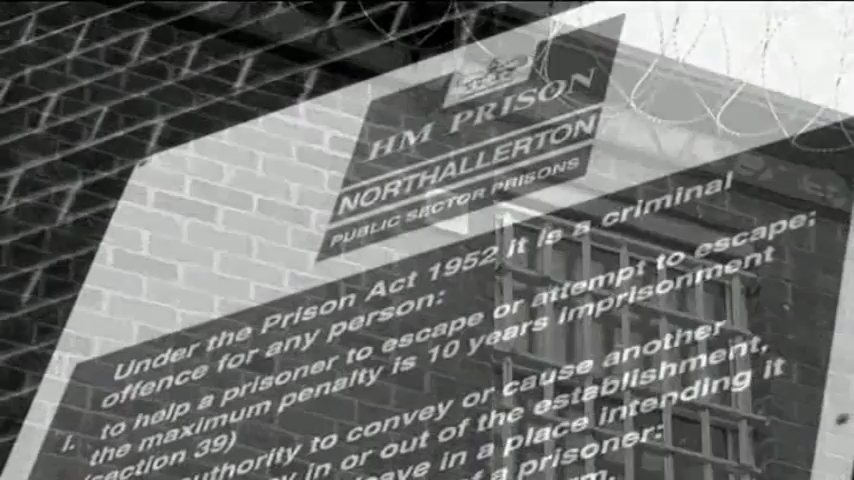 HM PRISON
NORTHALLERTON
PUBLIC SECTOR PRISONS
Under the Prison Act 1952 it is a criminal
offence for any person:
i. to help a prisoner to escape or attempt to escape;
the maximum penalty is 10 years imprisonment
(section 39)
authority to convey or cause another
in or out of the establishment,
leave in a place intending it
of a prisoner: